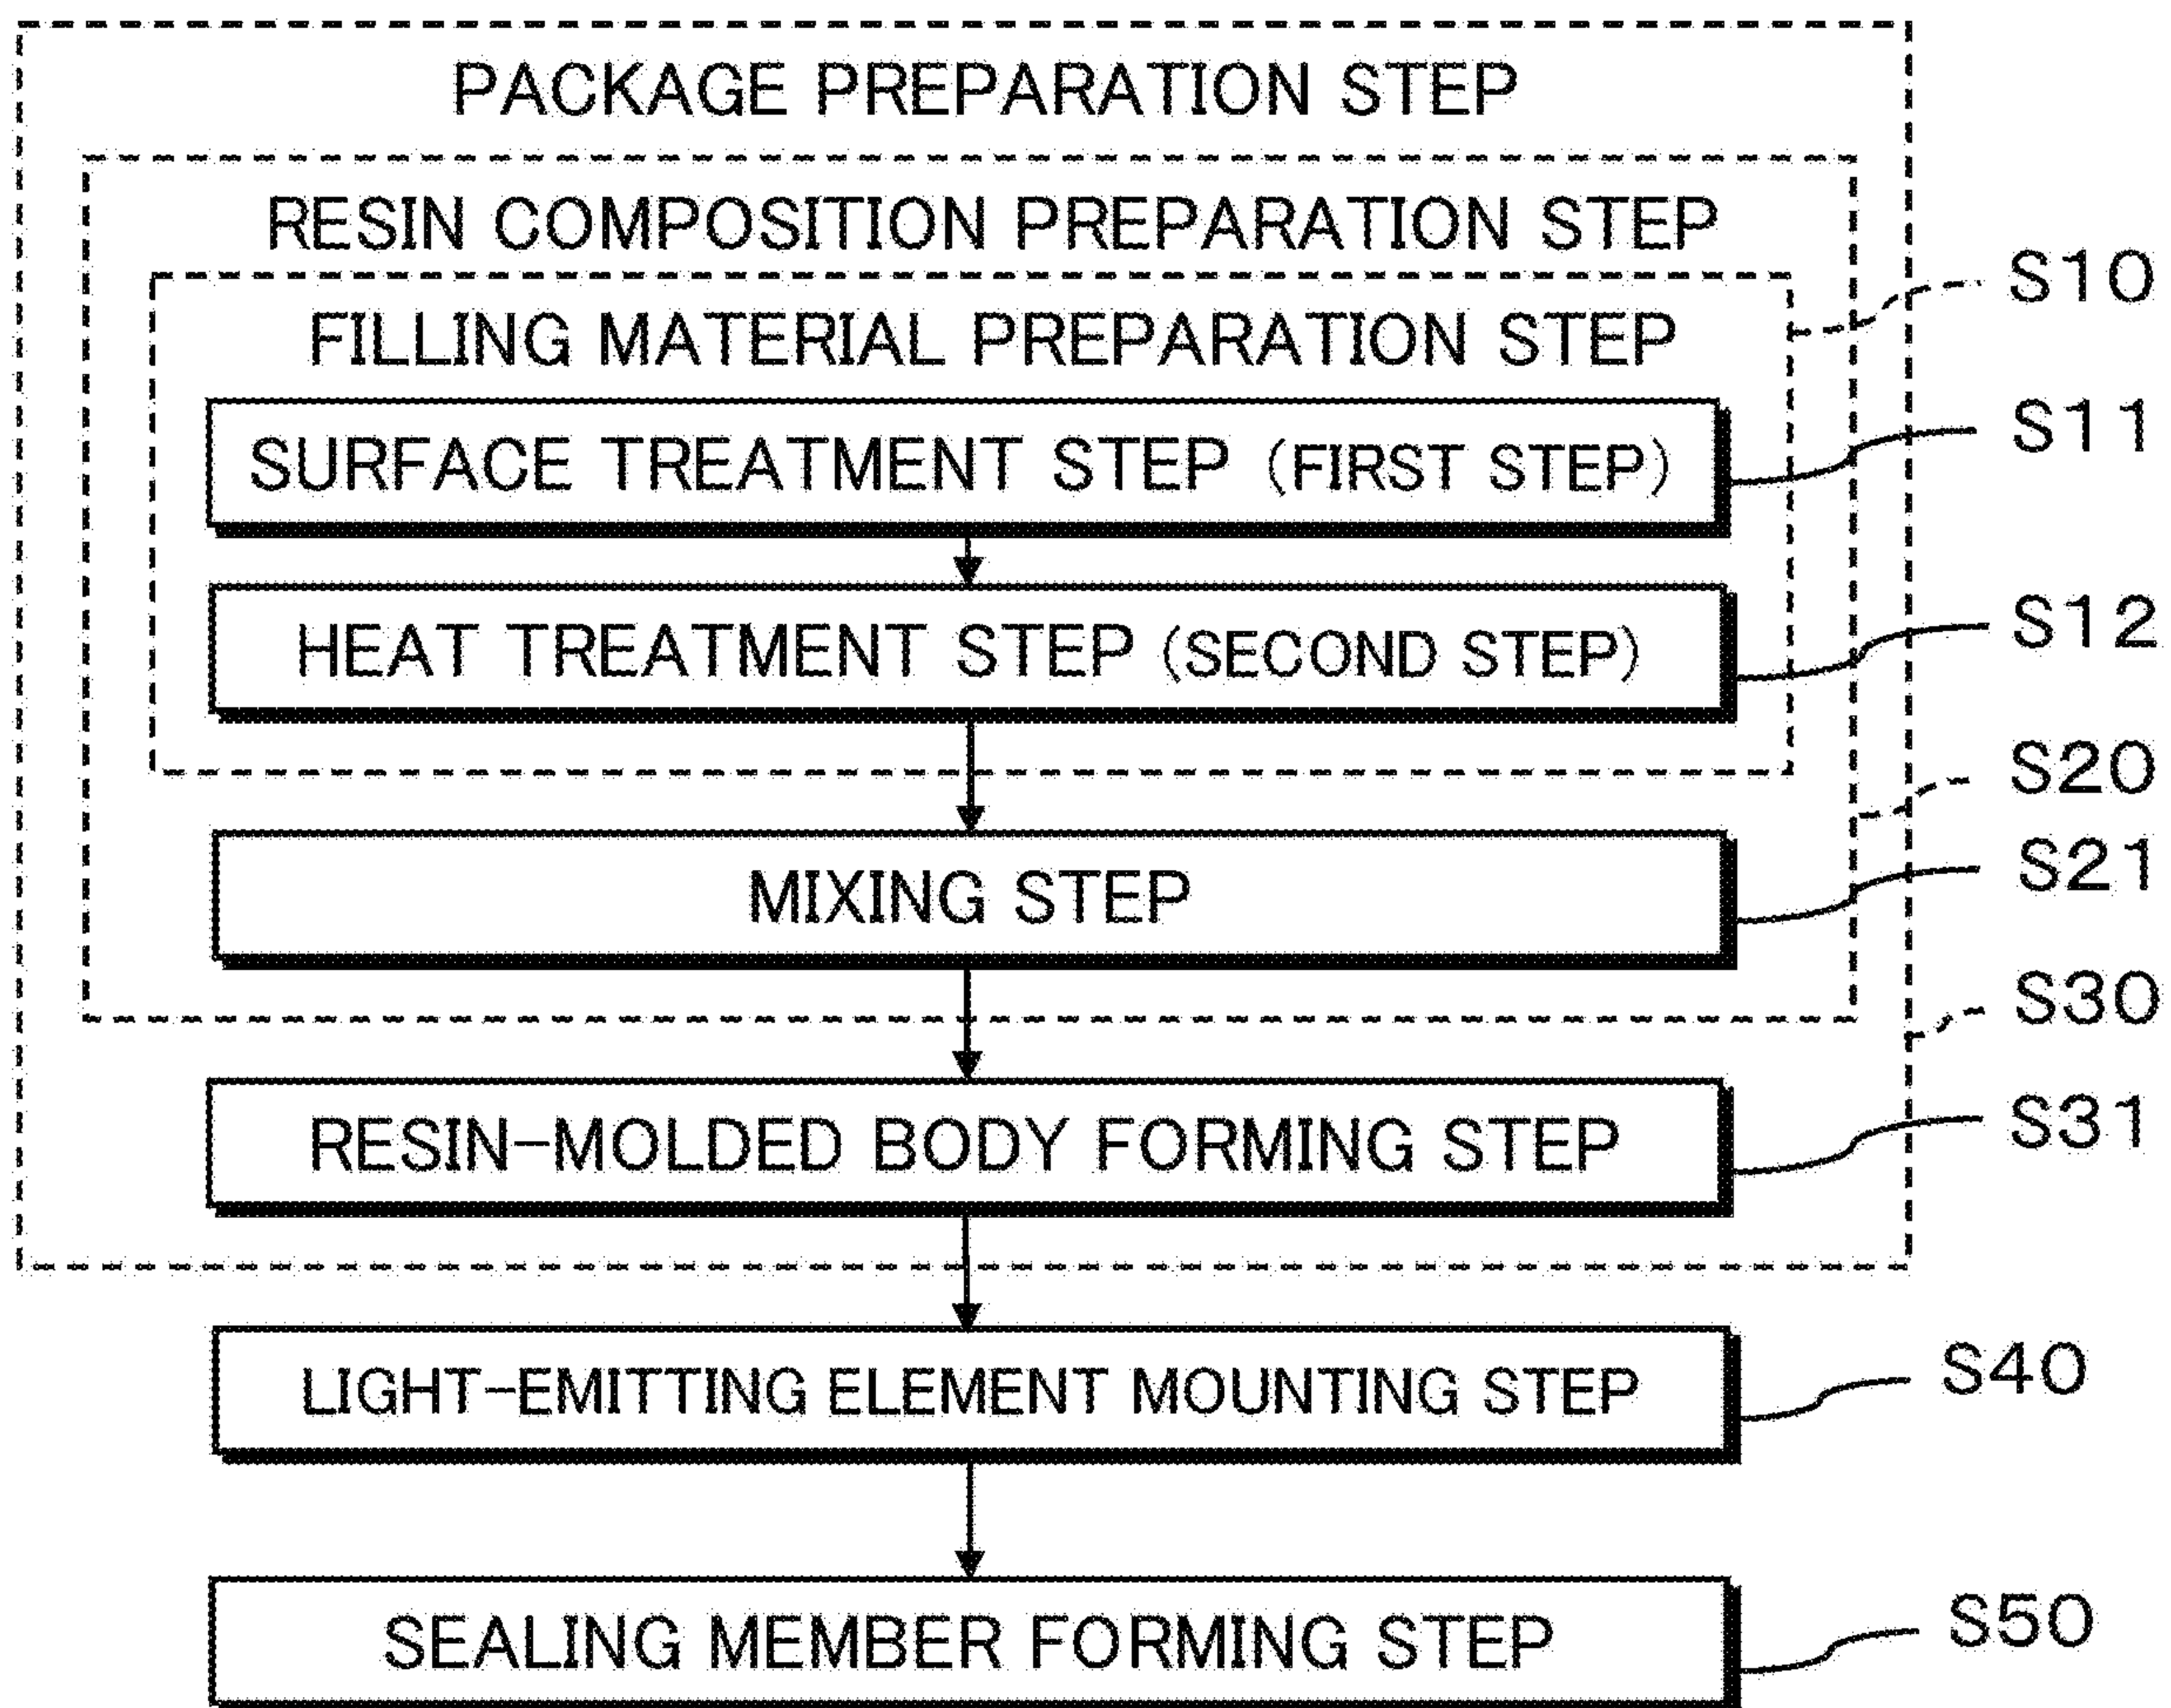 PACKAGE PREPARATION STEP
RESIN COMPOSITION PREPARATION STEP
S10
FILLING MATERIAL PREPARATION STEP
SURFACE TREATMENT STEP (FIRST STEP)
S11
HEAT TREATMENT STEP (SECOND STEP)
S12
S20
MIXING STEP
S21
S30
RESIN-MOLDED BODY FORMING STEP
S31
LIGHT-EMITTING ELEMENT MOUNTING STEP
S40
SEALING MEMBER FORMING STEP
S50